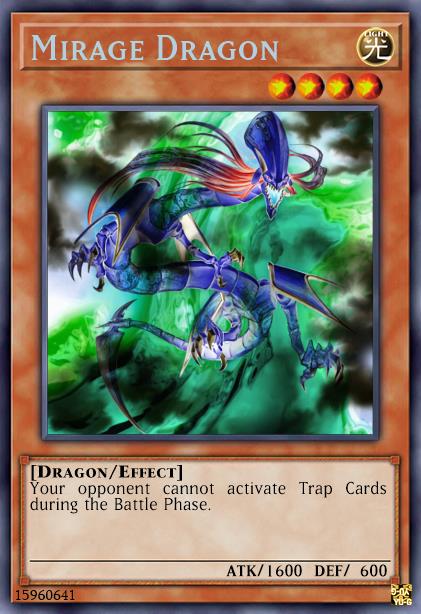 MIRAGE DRAGON
LIGHT
光
[DRAGON/EFFECT]
Your opponent cannot activate Trap Cards
during the Battle Phase.
ATK/1600 DEF/ 600
15960641